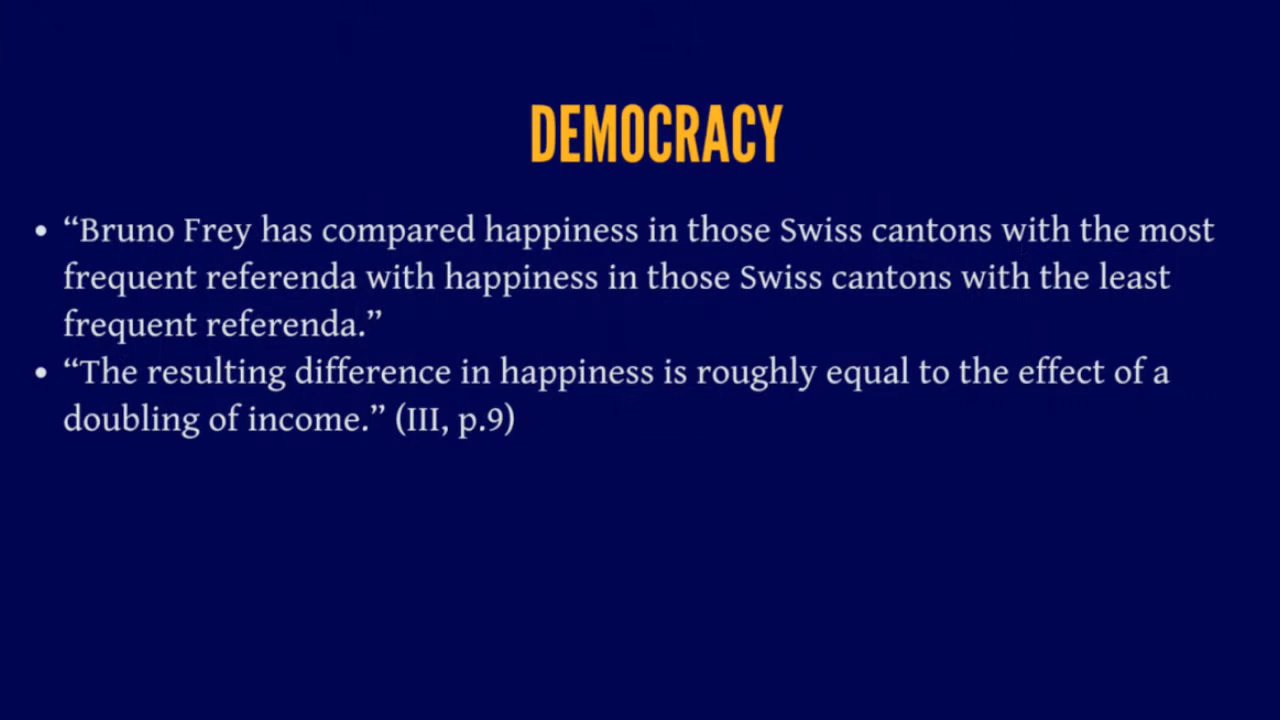 DEMOCRACY
• “Bruno Frey has compared happiness in those Swiss cantons with the most
frequent referenda with happiness in those Swiss cantons with the least
frequent referenda.”
• “The resulting difference in happiness is roughly equal to the effect of a
doubling of income.” (III, p.9)